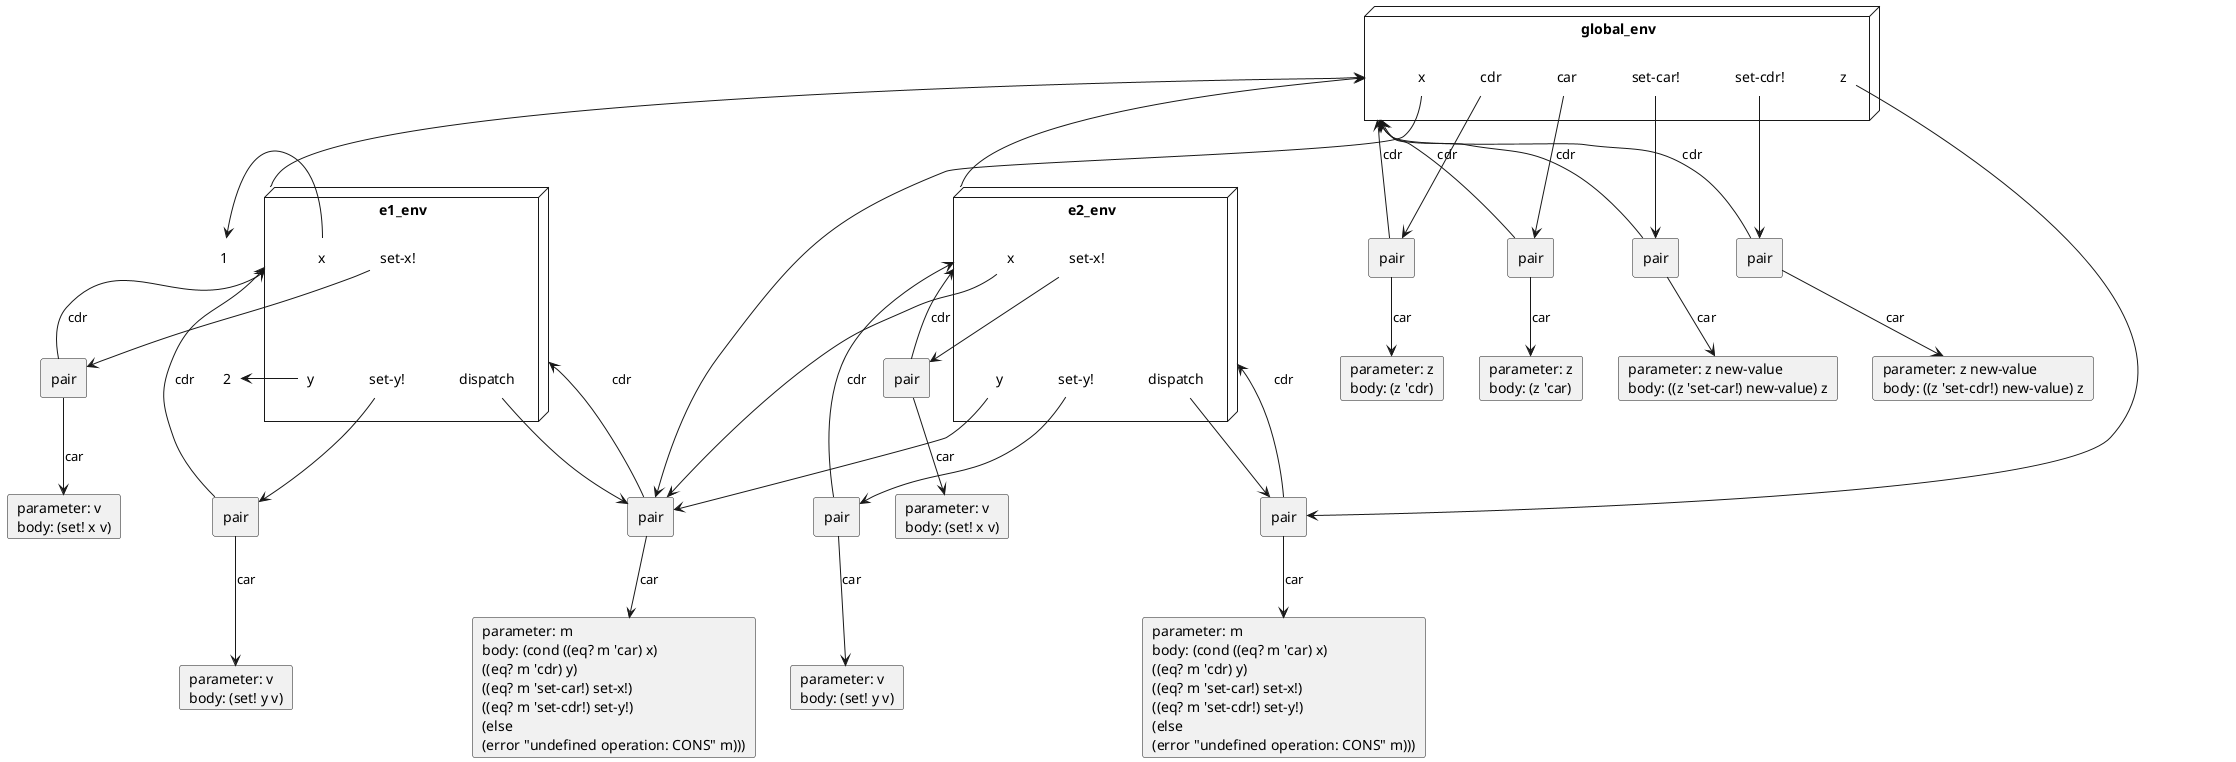 global_env
x
cdr
car
set-car!
set-cdr!
z
cdr
cdr
cdr
cdr
e1_env
e2_env
1
x
set-x!
x
set-x!
pair
pair
pair
pair
cdr
cdr
car
car
car
car
pair
2
y
set-y!
dispatch
cdr
cdr
cdr
pair
y
set-y!
dispatch
cdr
parameter: z
body: (z 'cdr)
parameter: z
body: (z 'car)
parameter: z new-value
body: ((z 'set-car!) new-value) z
parameter: z new-value
body: ((z 'set-cdr!) new-value) z
car
car
parameter: v
body: (set! x v)
pair
pair
pair
parameter: v
body: (set! x v)
pair
car
car
car
car
parameter: v
body: (set! y v)
parameter: m
body: (cond ((eq? m 'car) x)
((eq? m 'cdr) y)
((eq? m 'set-car!) set-x!)
((eq? m 'set-cdr!) set-y!)
(else
(error "undefined operation: CONS" m)))
parameter: v
body: (set! y v)
parameter: m
body: (cond ((eq? m 'car) x)
((eq? m 'cdr) y)
((eq? m 'set-car!) set-x!)
((eq? m 'set-cdr!) set-y!)
(else
(error "undefined operation: CONS" m)))